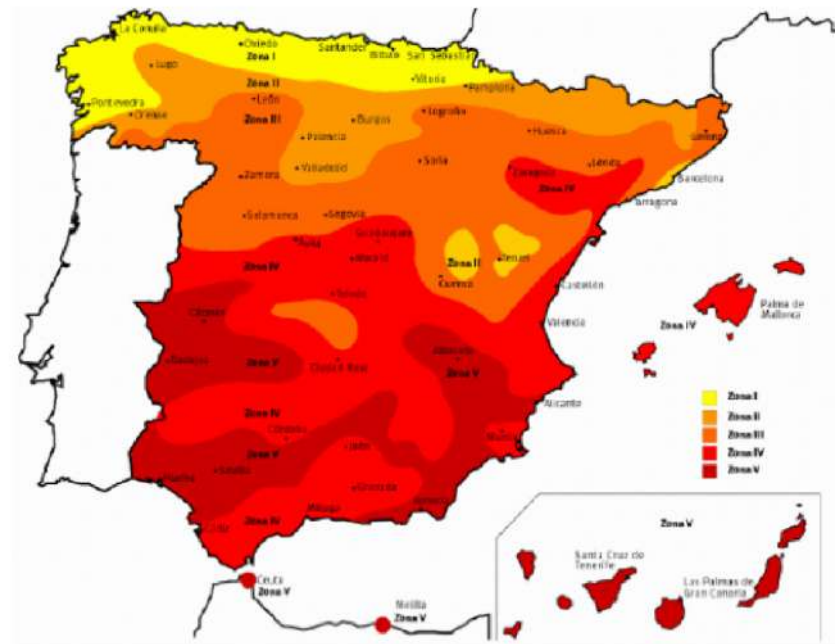 La Coruña
Oviedo
Santander
Bilbao
San Sebastián
Zona I
Lugo
Vitoria
Zona II
Pamplona
Pontevedra
León
Orense
Zona III
Burgos
Logroño
Palencia
Huesca
Gerona
Zamora
Valladolid
Soria
Zaragoza
Lérida
Zona IV
Barcelona
Tarragona
Salamanca
Segovia
Guadalajara
Ávila
Madrid
Zona IV
Zona II
Teruel
Cuenca
Toledo
Castellón
Cáceres
Valencia
Palma de
Mallorca
Zona IV
Badajoz
Zona V
Ciudad Real
Albacete
Zona V
Zona I
Zona II
Zona III
Zona IV
Zona V
Alicante
Zona IV
Córdoba
Murcia
Zona V
Jaén
Huelva
Sevilla
Granada
Almería
Málaga
Cádiz
Zona IV
Zona V
Santa Cruz de
Tenerife
Las Palmas de
Gran Canaria
Ceuta
Zona V
Melilla
Zona V